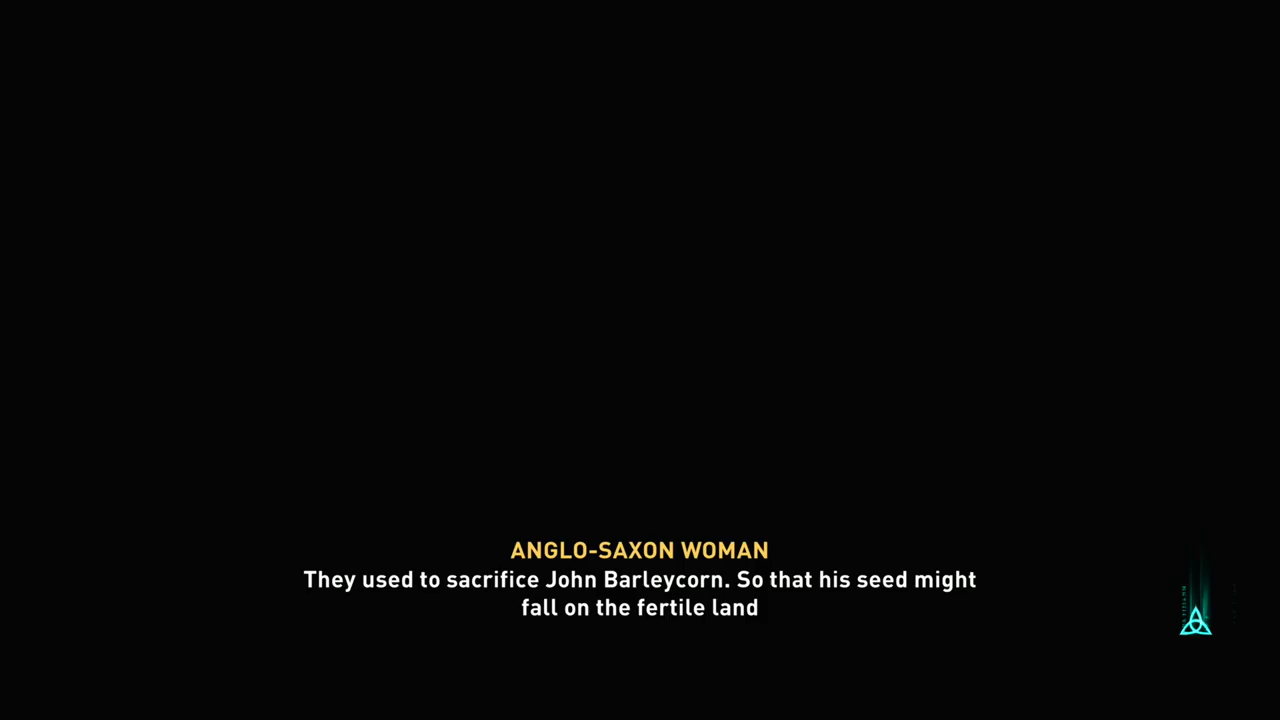 ANGLO-SAXON WOMAN
They used to sacrifice John Barleycorn. So that his seed might
fall on the fertile land